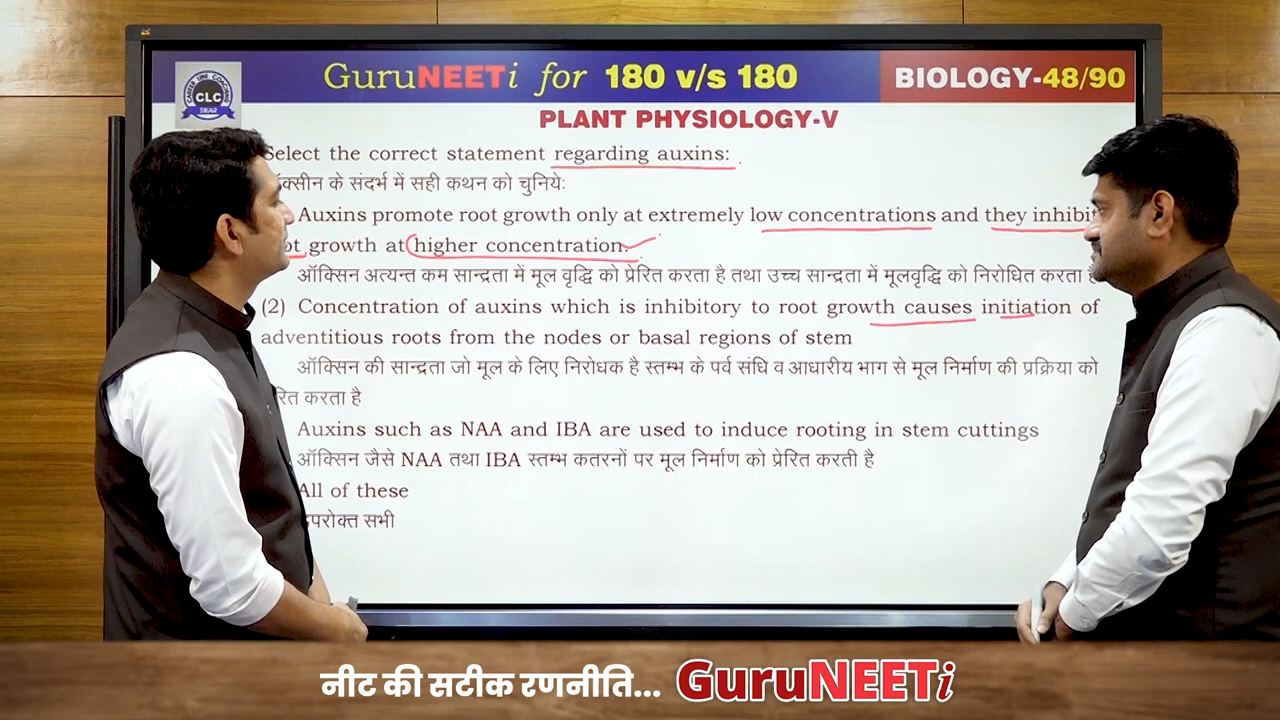 CAREER LINE COACHING
CLC
SIKAR
GuruNEETi for 180 v/s 180
BIOLOGY-48/90
PLANT PHYSIOLOGY-V
Select the correct statement regarding auxins:
के संदर्भ में सही कथन को चुनियेः
Auxins promote root growth only at extremely low concentrations and they inhibit
growth at higher concentration.
ऑक्सिन अत्यन्त कम सान्द्रता में मूल वृद्धि को प्रेरित करता है तथा उच्च सान्द्रता में मूलवृद्धि को निरोधित करता
(2) Concentration of auxins which is inhibitory to root growth causes initiation of
adventitious roots from the nodes or basal regions of stem
ऑक्सिन की सान्द्रता जो मूल के लिए निरोधक है स्तम्भ के पर्व संधि व आधारीय भाग से मूल निर्माण की प्रक्रिया को
करता है
Auxins such as NAA and IBA are used to induce rooting in stem cuttings
ऑक्सिन जैसे NAA तथा IBA स्तम्भ कतरनों पर मूल निर्माण को प्रेरित करती है
All of these
सभी
नीट की सटीक रणनीति... GuruNEETi